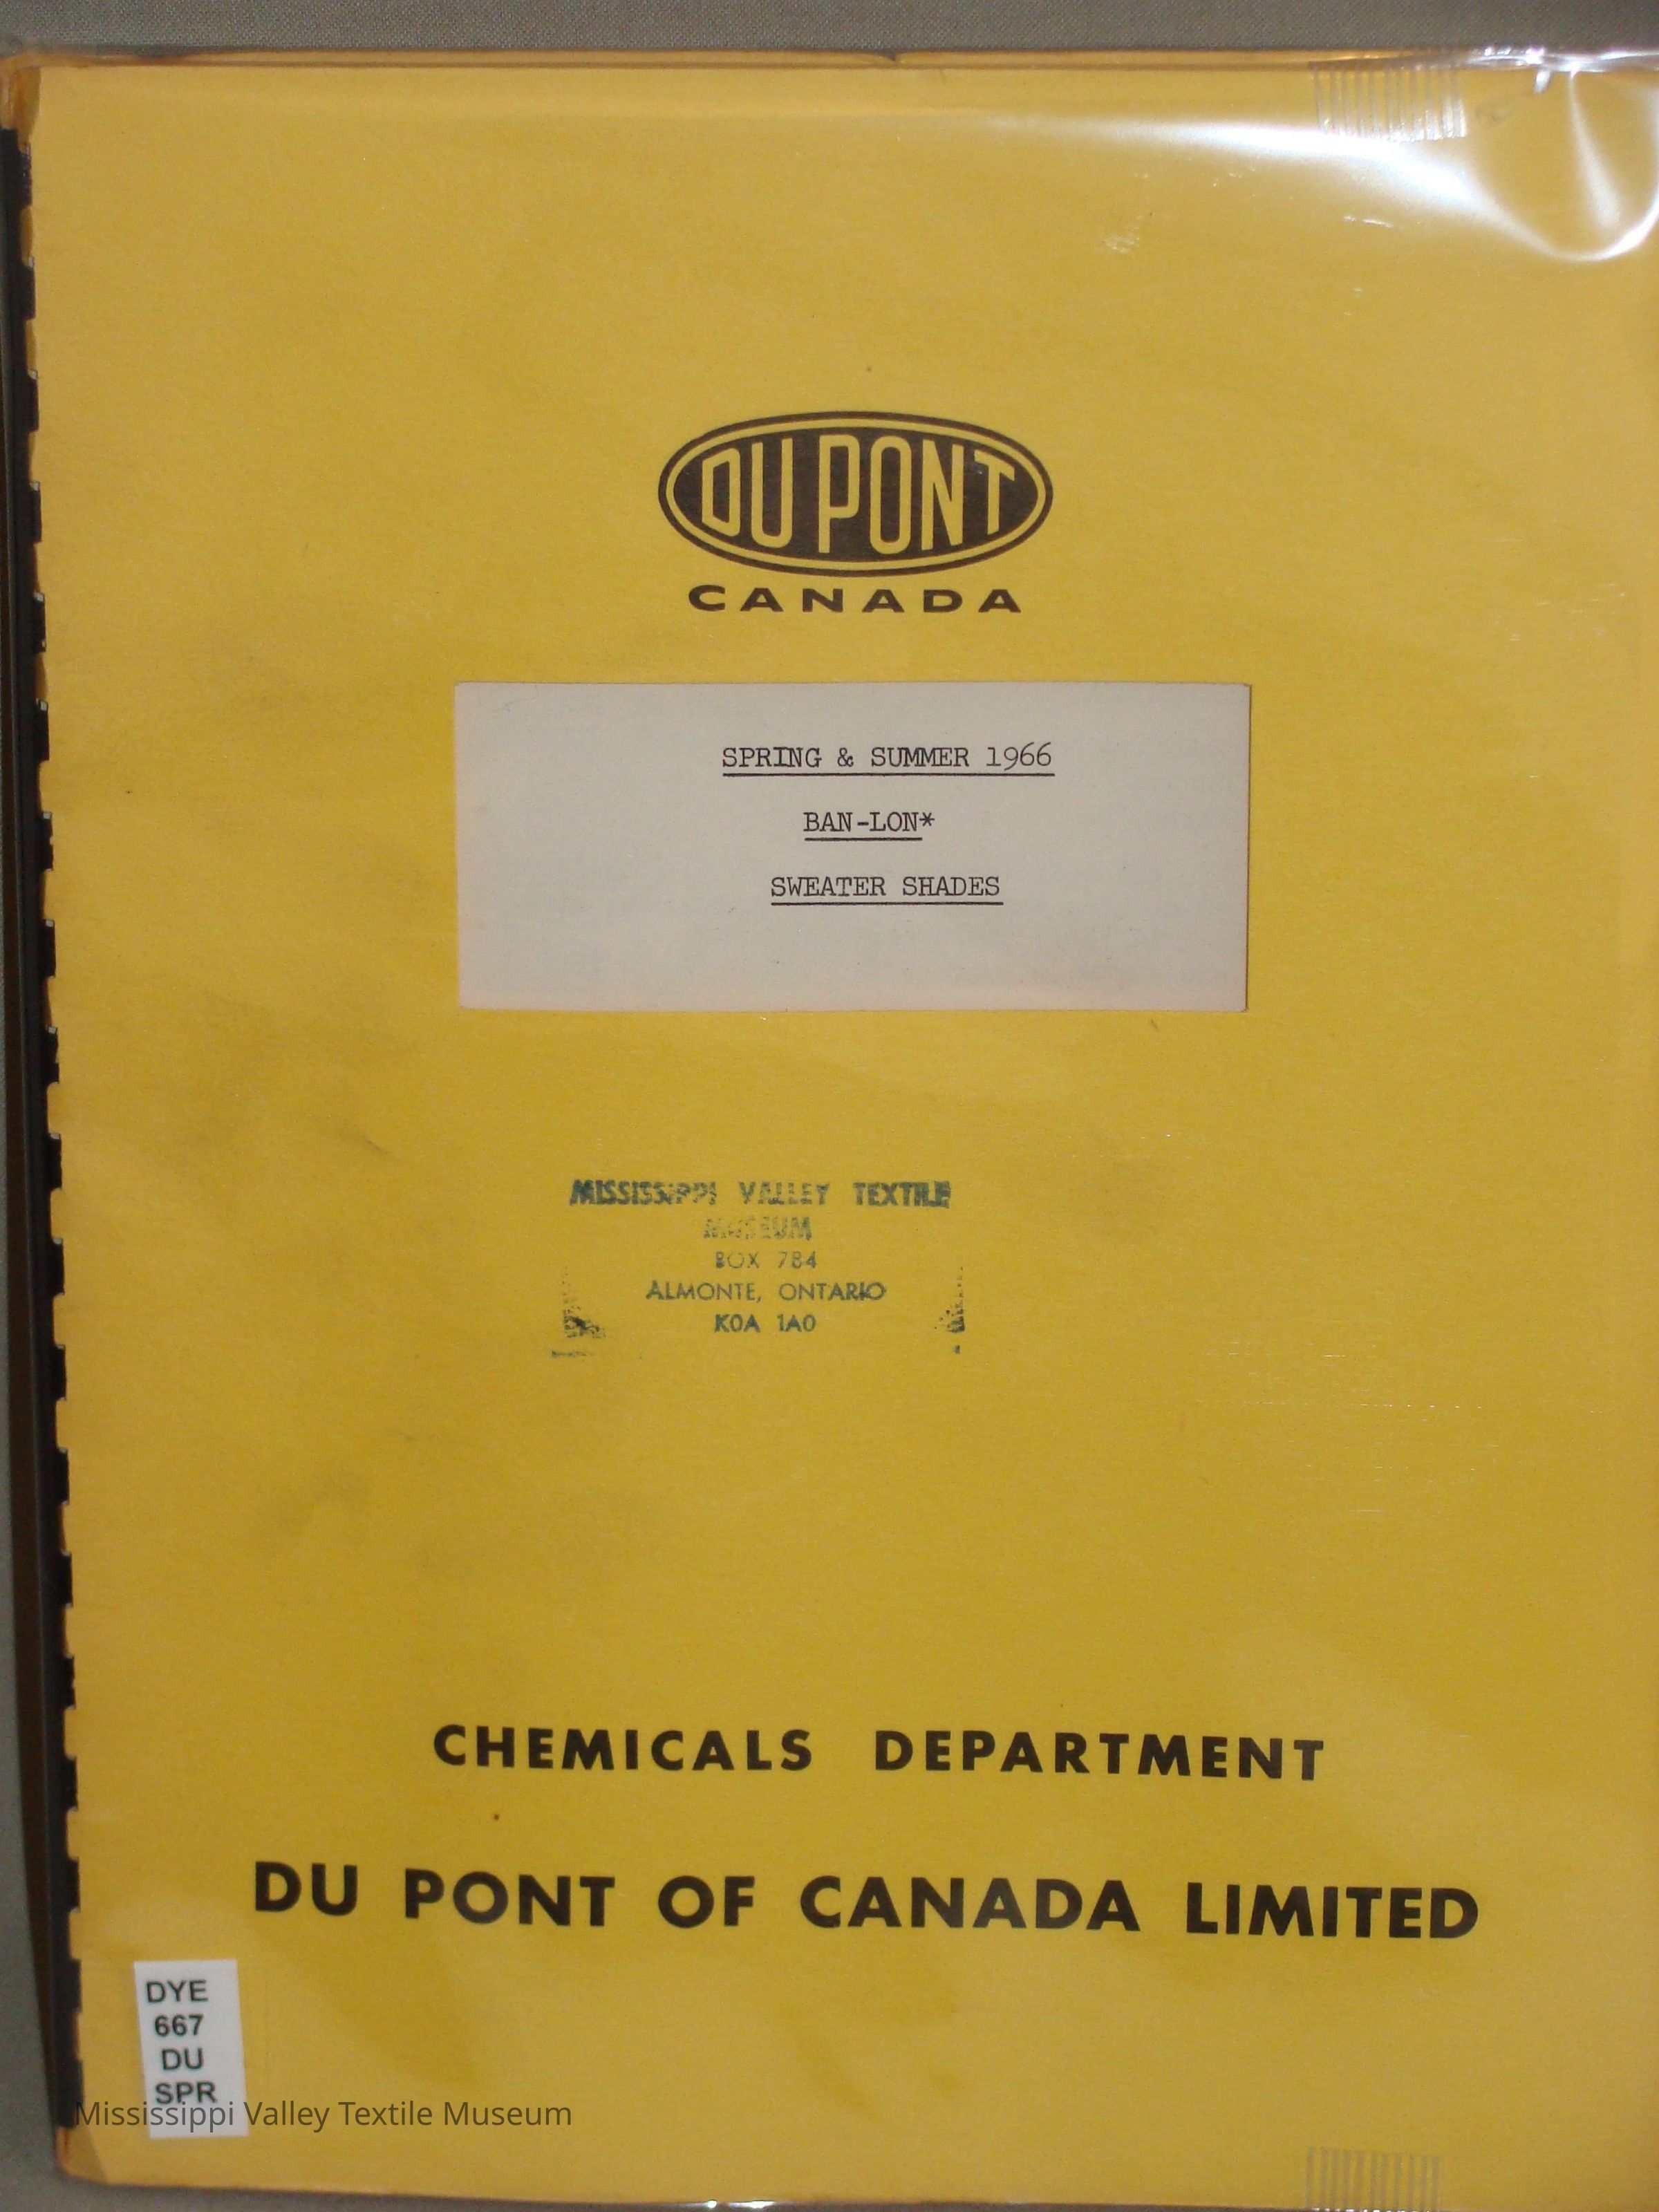 DU PONT
CANADA
SPRING & SUMMER 1966
BAN-LON*
SWEATER SHADES
MISSISSIPPI VALLEY TEXTILE
MUSEUM
BOX 784
ALMONTE, ONTARIO
K0A 1A0
CHEMICALS DEPARTMENT
DU PONT OF CANADA LIMITED
DYE
667
DU
SPR
Mississippi Valley Textile Museum